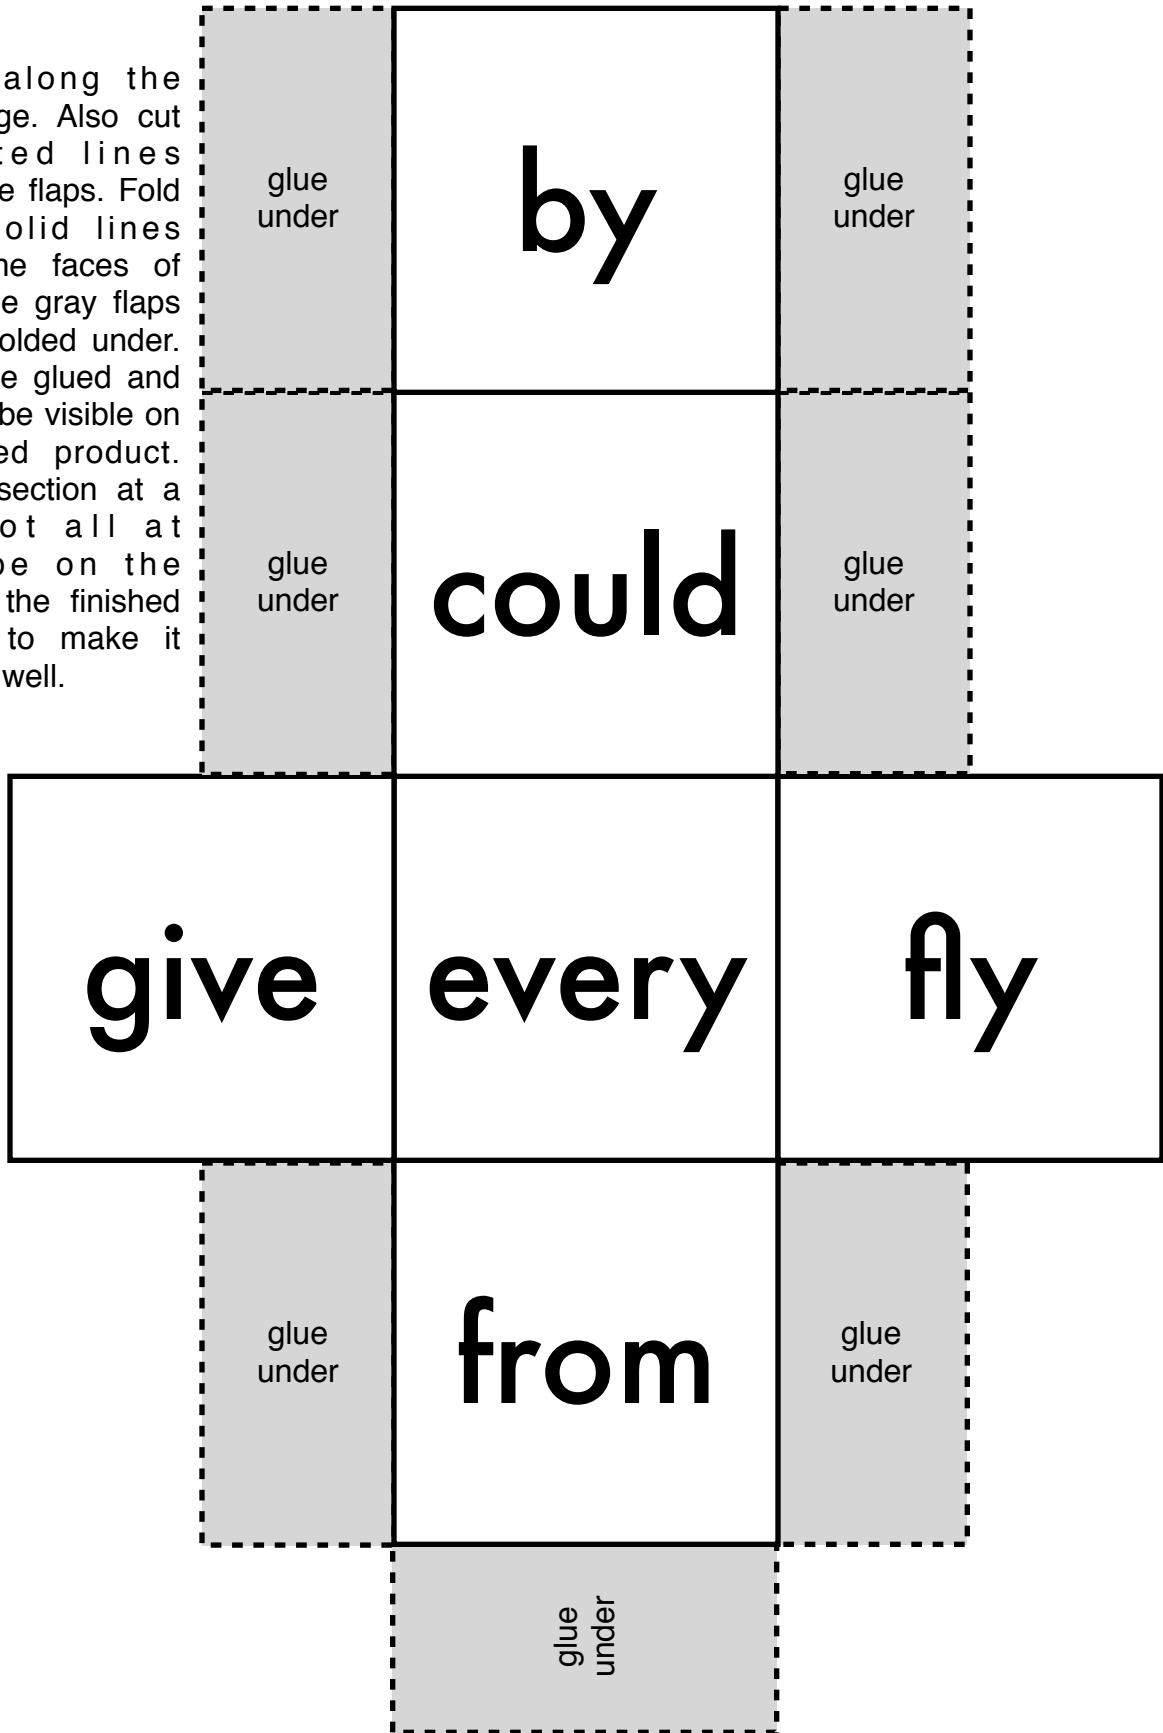 along the
ge. Also cut
ted lines
e flaps. Fold
olid lines
he faces of
e gray flaps
olded under.
e glued and
be visible on
ed product.
section at a
ot all at
pe on the
the finished
to make it
well.
glue
under
by
glue
under
glue
under
could
glue
under
give
every
fly
glue
under
from
glue
under
glue
under